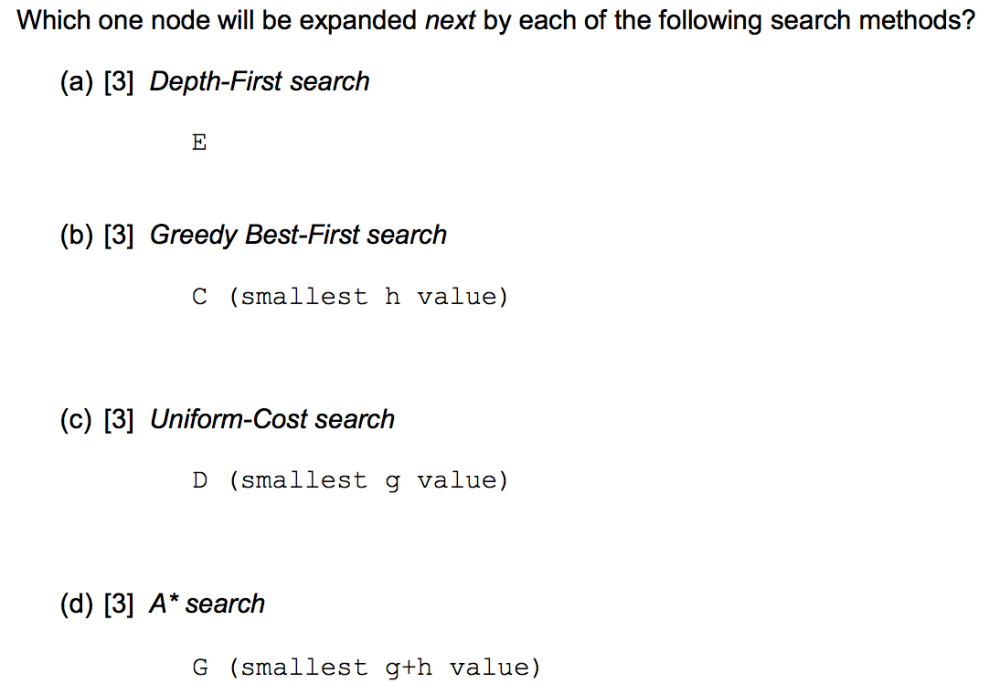 Which one node will be expanded next by each of the following search methods?
(a) [3] Depth-First search
E
(b) [3] Greedy Best-First search
C (smallest h value)
(c) [3] Uniform-Cost search
D (smallest g value)
(d) [3] A* search
G (smallest g+h value)